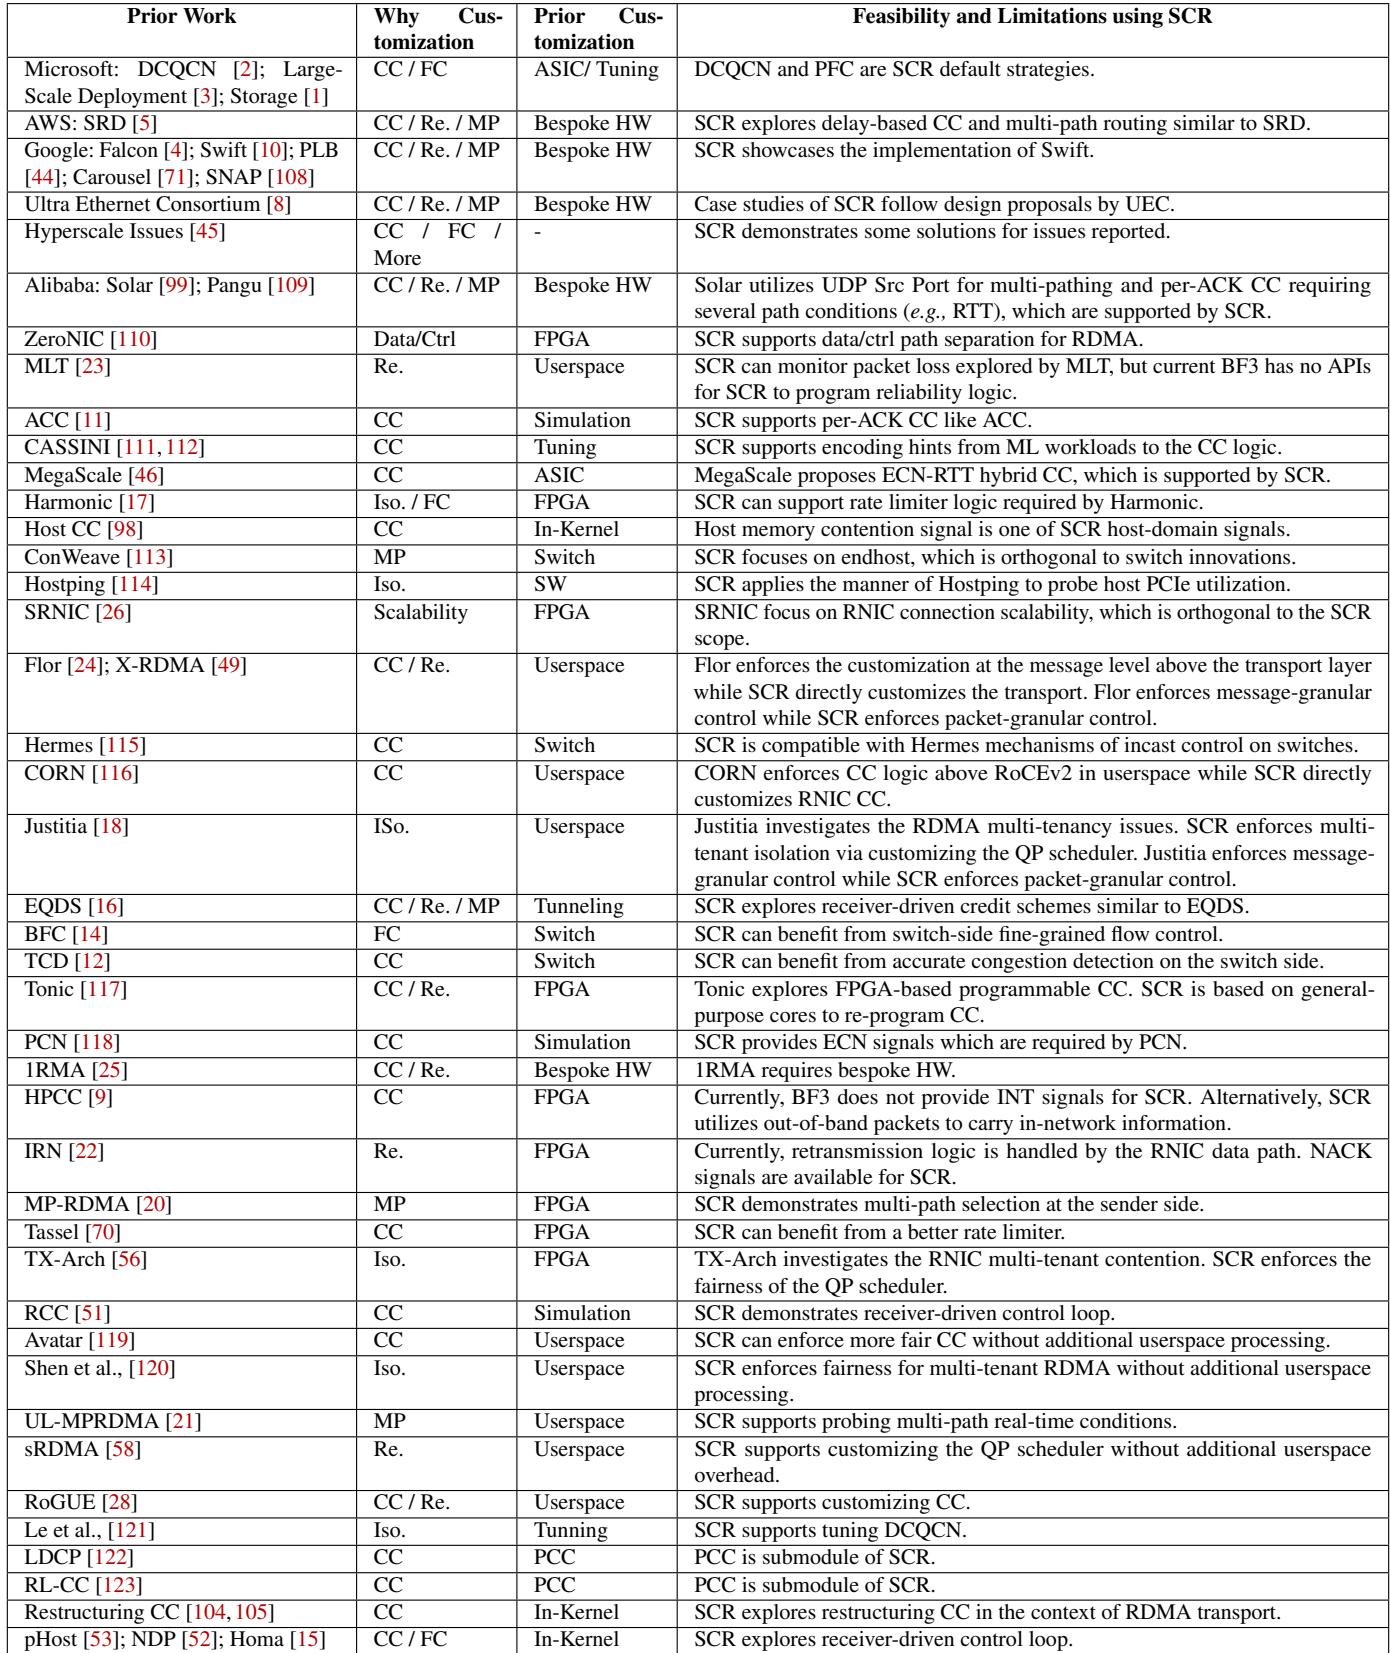 Prior Work
Why Cus-
tomization
Prior Cus-
tomization
Feasibility and Limitations using SCR
Microsoft: DCQCN [2]; Large-
Scale Deployment [3]; Storage [1]
CC / FC
ASIC/ Tuning
DCQCN and PFC are SCR default strategies.
AWS: SRD [5]
CC / Re. / MP
Bespoke HW
SCR explores delay-based CC and multi-path routing similar to SRD.
Google: Falcon [4]; Swift [10]; PLB
[44]; Carousel [71]; SNAP [108]
CC / Re. / MP
Bespoke HW
SCR showcases the implementation of Swift.
Ultra Ethernet Consortium [8]
CC / Re. / MP
Bespoke HW
Case studies of SCR follow design proposals by UEC.
Hyperscale Issues [45]
CC / FC /
More
-
SCR demonstrates some solutions for issues reported.
Alibaba: Solar [99]; Pangu [109]
CC / Re. / MP
Bespoke HW
Solar utilizes UDP Src Port for multi-pathing and per-ACK CC requiring
several path conditions (e.g., RTT), which are supported by SCR.
ZeroNIC [110]
Data/Ctrl
FPGA
SCR supports data/ctrl path separation for RDMA.
MLT [23]
Re.
Userspace
SCR can monitor packet loss explored by MLT, but current BF3 has no APIs
for SCR to program reliability logic.
ACC [11]
CC
Simulation
SCR supports per-ACK CC like ACC.
CASSINI [111, 112]
CC
Tuning
SCR supports encoding hints from ML workloads to the CC logic.
MegaScale [46]
CC
ASIC
MegaScale proposes ECN-RTT hybrid CC, which is supported by SCR.
Harmonic [17]
Iso. / FC
FPGA
SCR can support rate limiter logic required by Harmonic.
Host CC [98]
CC
In-Kernel
Host memory contention signal is one of SCR host-domain signals.
ConWeave [113]
MP
Switch
SCR focuses on endhost, which is orthogonal to switch innovations.
Hostping [114]
Iso.
SW
SCR applies the manner of Hostping to probe host PCIe utilization.
SRNIC [26]
Scalability
FPGA
SRNIC focus on RNIC connection scalability, which is orthogonal to the SCR
scope.
Flor [24]; X-RDMA [49]
CC / Re.
Userspace
Flor enforces the customization at the message level above the transport layer
while SCR directly customizes the transport. Flor enforces message-granular
control while SCR enforces packet-granular control.
Hermes [115]
CC
Switch
SCR is compatible with Hermes mechanisms of incast control on switches.
CORN [116]
CC
Userspace
CORN enforces CC logic above RoCEv2 in userspace while SCR directly
customizes RNIC CC.
Justitia [18]
ISo.
Userspace
Justitia investigates the RDMA multi-tenancy issues. SCR enforces multi-
tenant isolation via customizing the QP scheduler. Justitia enforces message-
granular control while SCR enforces packet-granular control.
EQDS [16]
CC / Re. / MP
Tunneling
SCR explores receiver-driven credit schemes similar to EQDS.
BFC [14]
FC
Switch
SCR can benefit from switch-side fine-grained flow control.
TCD [12]
CC
Switch
SCR can benefit from accurate congestion detection on the switch side.
Tonic [117]
CC / Re.
FPGA
Tonic explores FPGA-based programmable CC. SCR is based on general-
purpose cores to re-program CC.
PCN [118]
CC
Simulation
SCR provides ECN signals which are required by PCN.
1RMA [25]
CC / Re.
Bespoke HW
1RMA requires bespoke HW.
HPCC [9]
CC
FPGA
Currently, BF3 does not provide INT signals for SCR. Alternatively, SCR
utilizes out-of-band packets to carry in-network information.
IRN [22]
Re.
FPGA
Currently, retransmission logic is handled by the RNIC data path. NACK
signals are available for SCR.
MP-RDMA [20]
MP
FPGA
SCR demonstrates multi-path selection at the sender side.
Tassel [70]
CC
FPGA
SCR can benefit from a better rate limiter.
TX-Arch [56]
Iso.
FPGA
TX-Arch investigates the RNIC multi-tenant contention. SCR enforces the
fairness of the QP scheduler.
RCC [51]
CC
Simulation
SCR demonstrates receiver-driven control loop.
Avatar [119]
CC
Userspace
SCR can enforce more fair CC without additional userspace processing.
Shen et al., [120]
Iso.
Userspace
SCR enforces fairness for multi-tenant RDMA without additional userspace
processing.
UL-MPRDMA [21]
MP
Userspace
SCR supports probing multi-path real-time conditions.
sRDMA [58]
Re.
Userspace
SCR supports customizing the QP scheduler without additional userspace
overhead.
RoGUE [28]
CC / Re.
Userspace
SCR supports customizing CC.
Le et al., [121]
Iso.
Tunning
SCR supports tuning DCQCN.
LDCP [122]
CC
PCC
PCC is submodule of SCR.
RL-CC [123]
CC
PCC
PCC is submodule of SCR.
Restructuring CC [104, 105]
CC
In-Kernel
SCR explores restructuring CC in the context of RDMA transport.
pHost [53]; NDP [52]; Homa [15]
CC / FC
In-Kernel
SCR explores receiver-driven control loop.